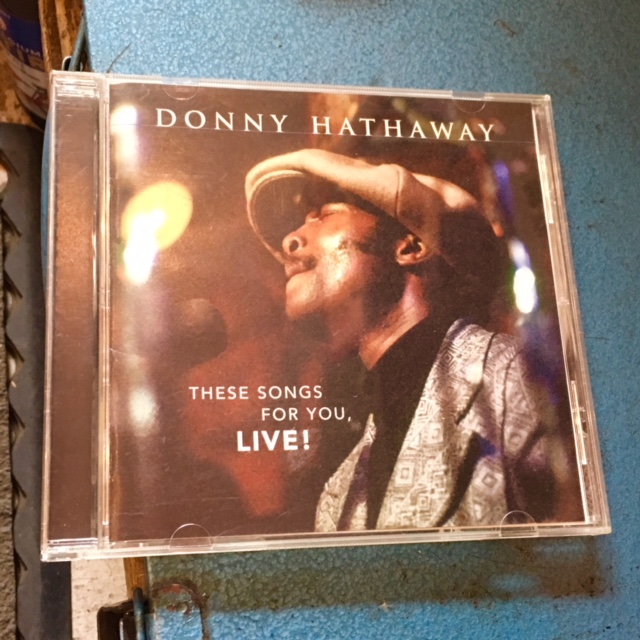 DONNY HATHAWAY
THESE SONGS
FOR YOU,
LIVE!